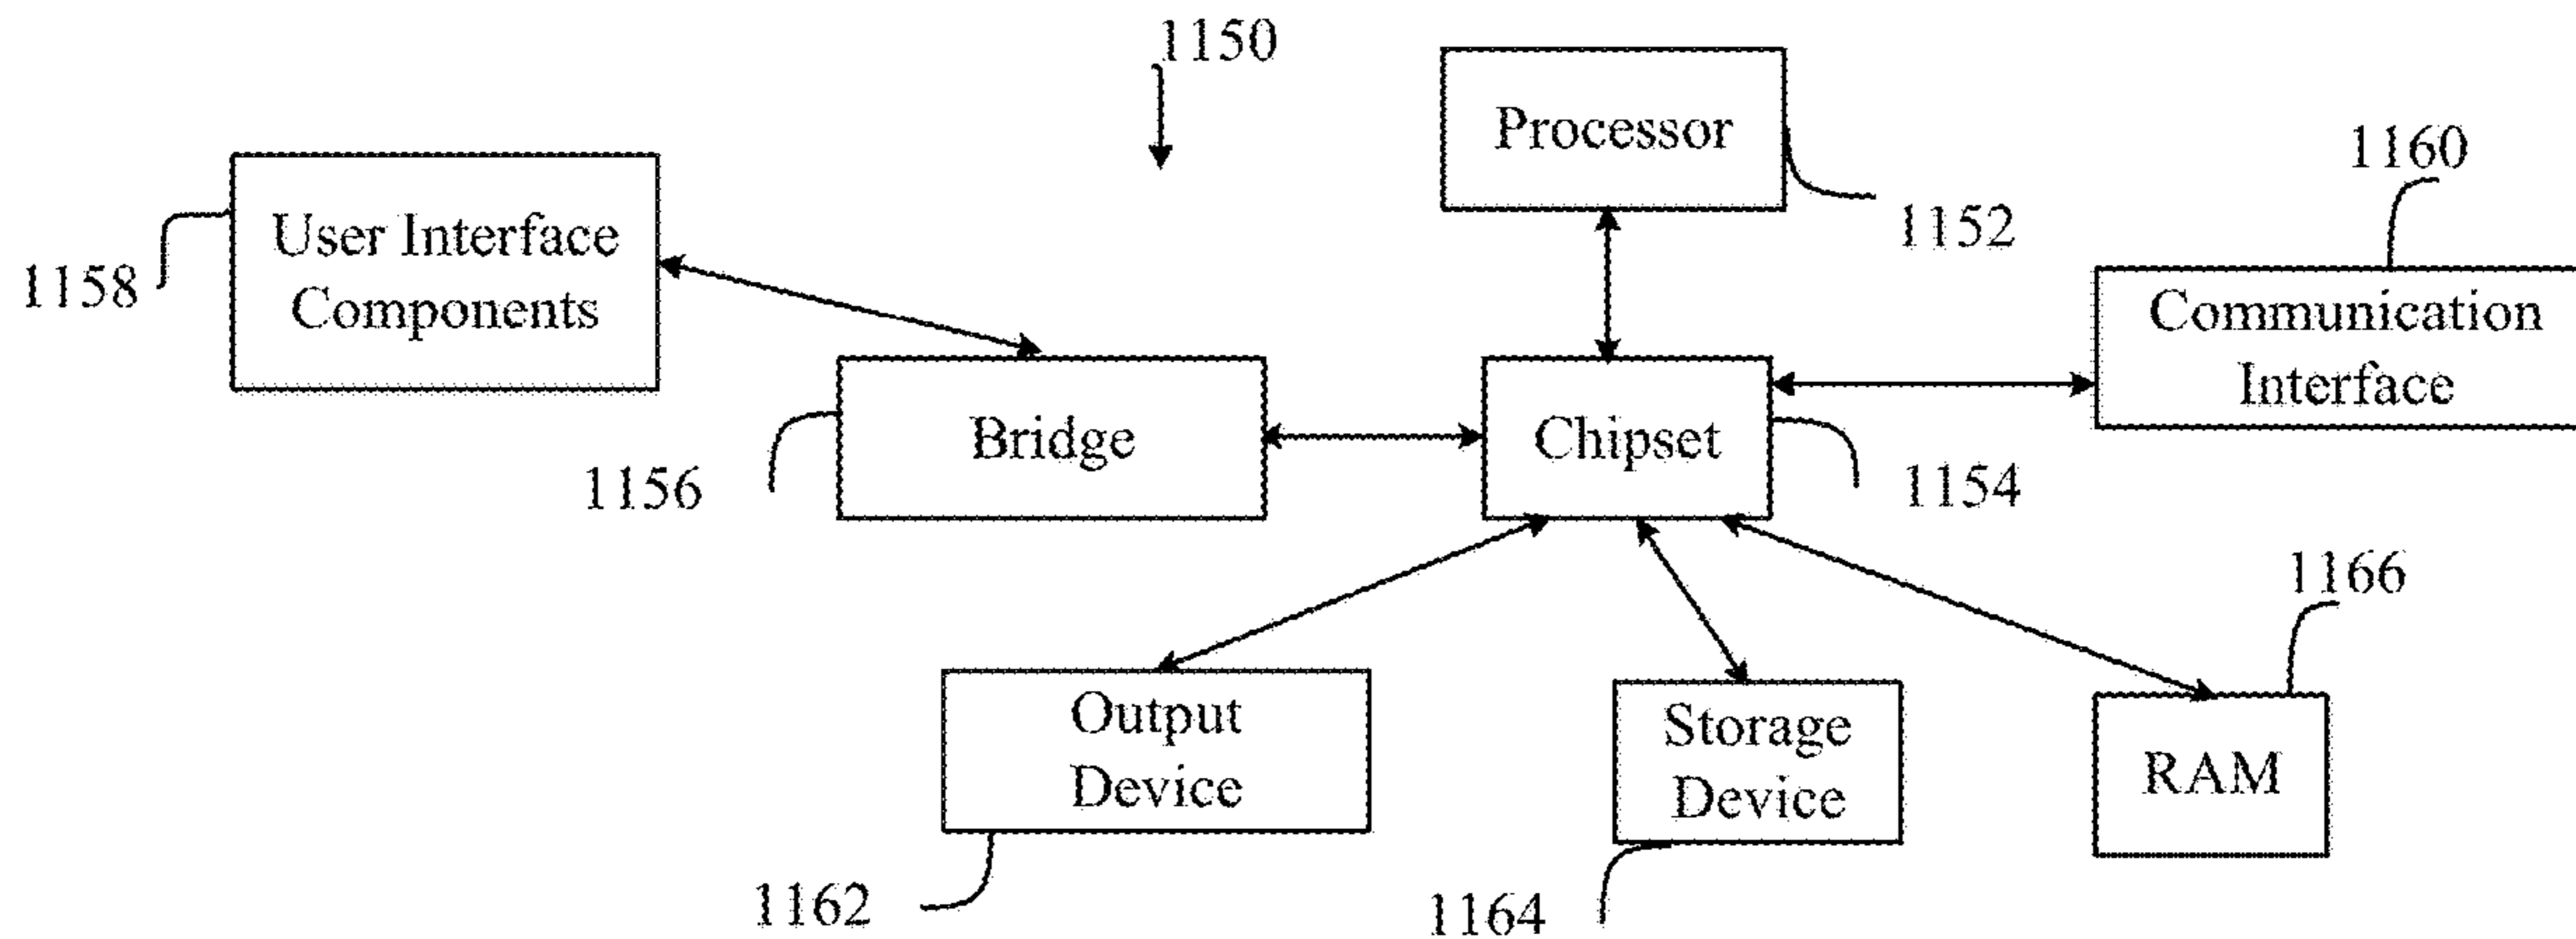 1150
Processor
1160
User Interface
Components
1152
1158
Communication
Interface
Bridge
Chipset
1156
1154
1166
Output
Device
Storage
Device
RAM
1162
1164